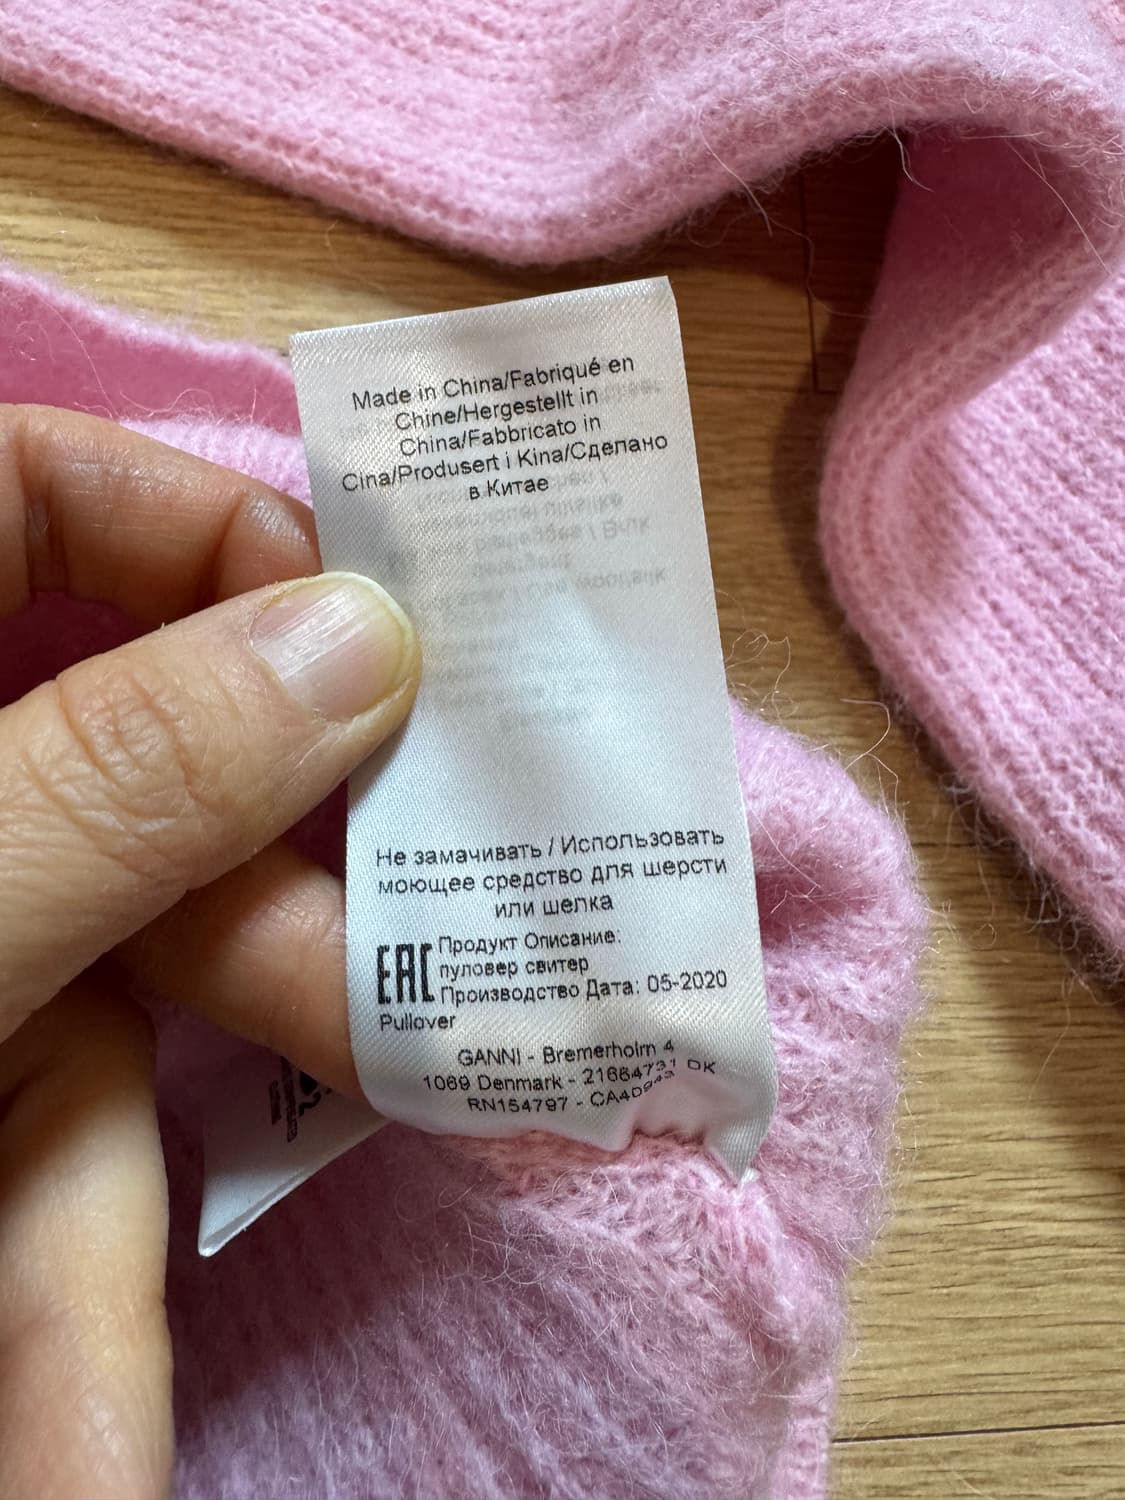 Made in China/Fabriqué en
Chine/Hergestellt in
China/Fabbricato in
Cina/Produsert i Kina/Сделано
в Китае
Не замачивать / Использовать
моющее средство для шерсти
или шелка
EAC
Продукт Описание:
пуловер свитер
Производство Дата: 05-2020
Pullover
GANNI - Bremerholm 4
1069 Denmark - 21664731 DK
RN154797 - CA40943